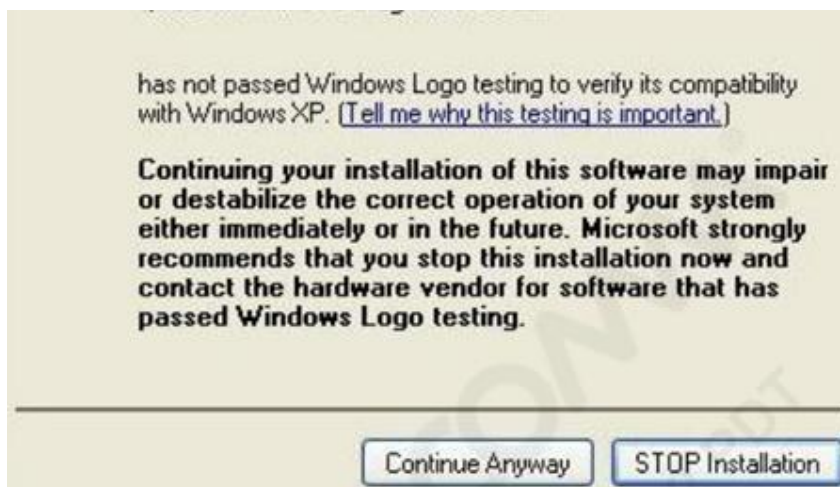 has not passed Windows Logo testing to verify its compatibility
with Windows XP. (Tell me why this testing is important.)
Continuing your installation of this software may impair
or destabilize the correct operation of your system
either immediately or in the future. Microsoft strongly
recommends that you stop this installation now and
contact the hardware vendor for software that has
passed Windows Logo testing.
Continue Anyway STOP Installation